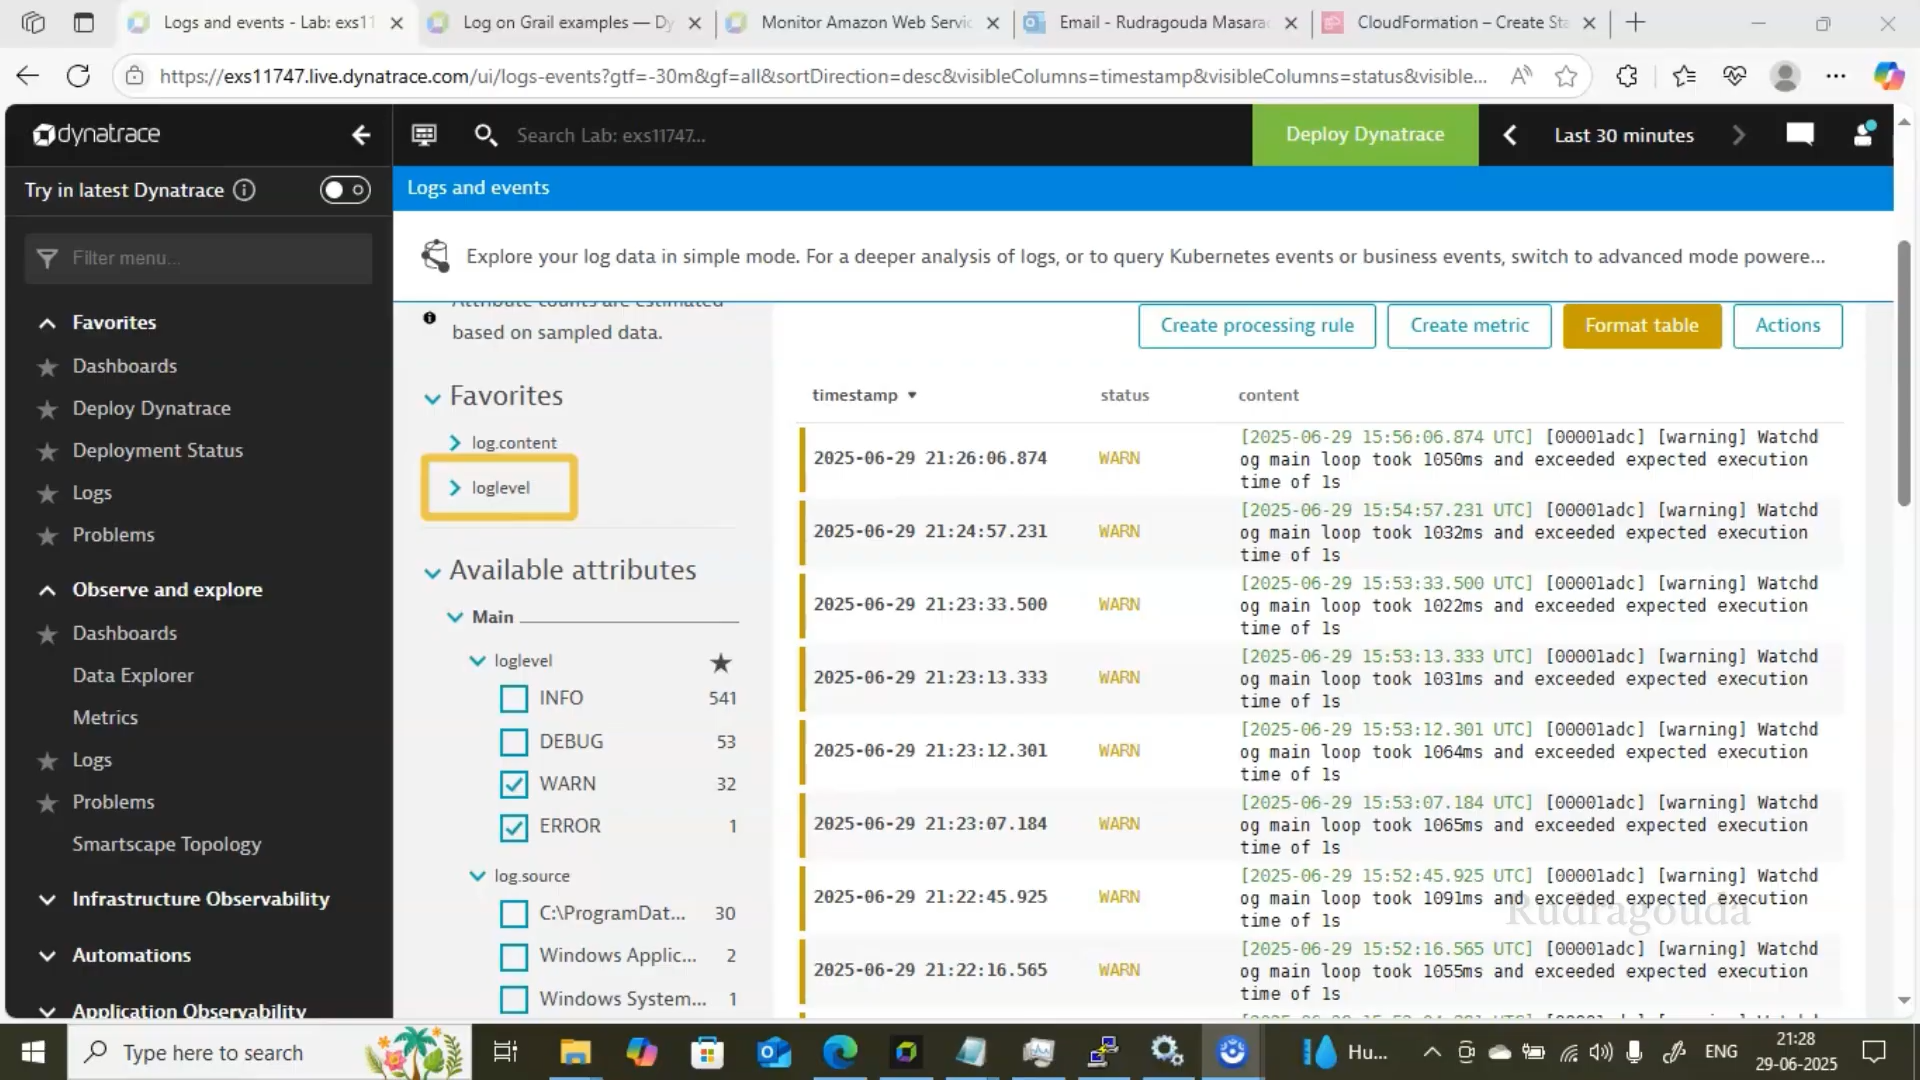 Logs and events - Lab: exs11
Log on Grail examples — Dy
Monitor Amazon Web Servic
Email - Rudragouda Masara
CloudFormation – Create Sta
https://exs11747.live.dynatrace.com/ui/logs-events?gtf=-30m&gf=all&sortDirection=desc&visibleColumns=timestamp&visibleColumns=status&visible...
dynatrace
Search Lab: exs11747...
Deploy Dynatrace
Last 30 minutes
Try in latest Dynatrace
Logs and events
Filter menu...
Explore your log data in simple mode. For a deeper analysis of logs, or to query Kubernetes events or business events, switch to advanced mode powere...
Favorites
Dashboards
Deploy Dynatrace
Deployment Status
Logs
Problems
Observe and explore
Dashboards
Data Explorer
Metrics
Logs
Problems
Smartscape Topology
Infrastructure Observability
Automations
Application Observability
Attribute counts are estimated
based on sampled data.
Favorites
log.content
loglevel
Available attributes
Main
loglevel
INFO 541
DEBUG 53
WARN 32
ERROR 1
log.source
C:\ProgramDat... 30
Windows Applic... 2
Windows System... 1
Create processing rule
Create metric
Format table
Actions
timestamp status content
2025-06-29 21:26:06.874 WARN [2025-06-29 15:56:06.874 UTC] [00001adc] [warning] Watchd
og main loop took 1050ms and exceeded expected execution
time of 1s
2025-06-29 21:24:57.231 WARN [2025-06-29 15:54:57.231 UTC] [00001adc] [warning] Watchd
og main loop took 1032ms and exceeded expected execution
time of 1s
2025-06-29 21:23:33.500 WARN [2025-06-29 15:53:33.500 UTC] [00001adc] [warning] Watchd
og main loop took 1022ms and exceeded expected execution
time of 1s
2025-06-29 21:23:13.333 WARN [2025-06-29 15:53:13.333 UTC] [00001adc] [warning] Watchd
og main loop took 1031ms and exceeded expected execution
time of 1s
2025-06-29 21:23:12.301 WARN [2025-06-29 15:53:12.301 UTC] [00001adc] [warning] Watchd
og main loop took 1064ms and exceeded expected execution
time of 1s
2025-06-29 21:23:07.184 WARN [2025-06-29 15:53:07.184 UTC] [00001adc] [warning] Watchd
og main loop took 1065ms and exceeded expected execution
time of 1s
2025-06-29 21:22:45.925 WARN [2025-06-29 15:52:45.925 UTC] [00001adc] [warning] Watchd
og main loop took 1091ms and exceeded expected execution
time of 1s
2025-06-29 21:22:16.565 WARN [2025-06-29 15:52:16.565 UTC] [00001adc] [warning] Watchd
og main loop took 1055ms and exceeded expected execution
time of 1s
Rudragouda
Type here to search
Hu...
ENG
21:28
29-06-2025